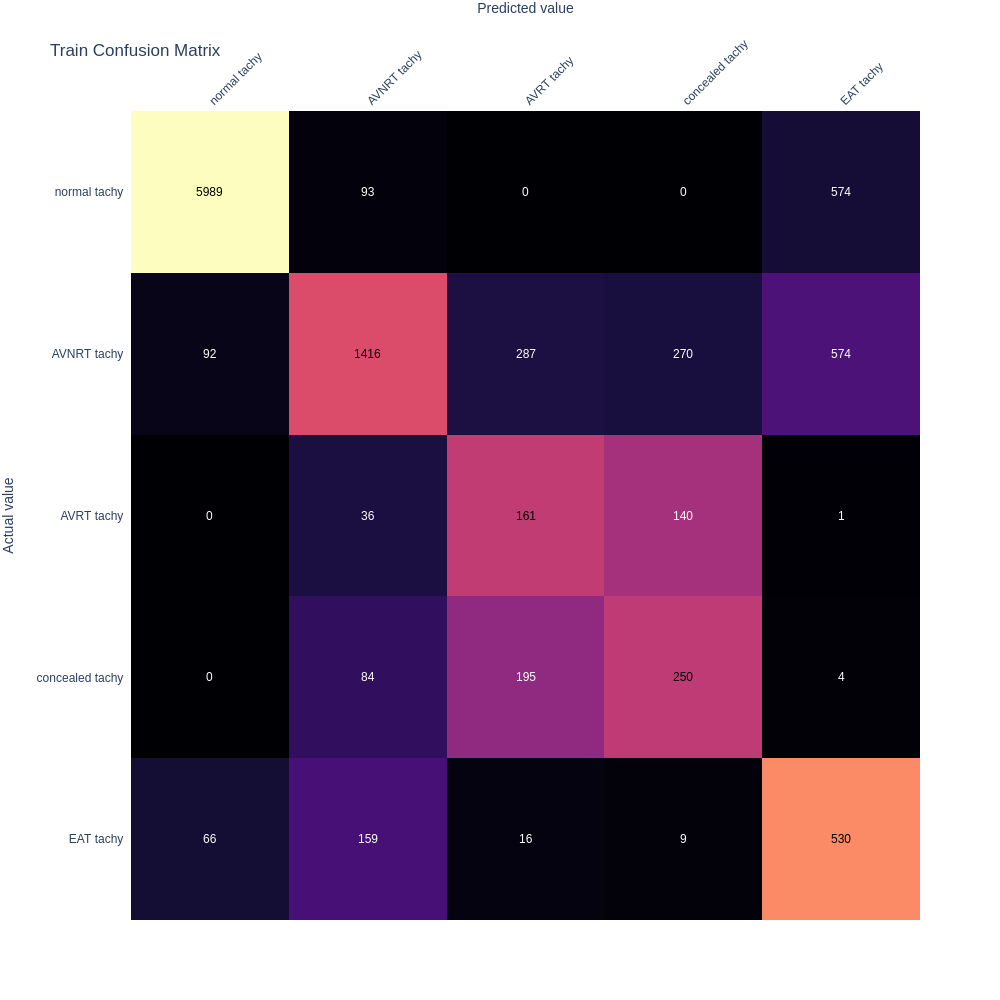 Predicted value
Train Confusion Matrix
normal tachy
AVNRT tachy
AVRT tachy
concealed tachy
EAT tachy
normal tachy 5989 93 0 0 574
AVNRT tachy 92 1416 287 270 574
Actual value
AVRT tachy 0 36 161 140 1
concealed tachy 0 84 195 250 4
EAT tachy 66 159 16 9 530